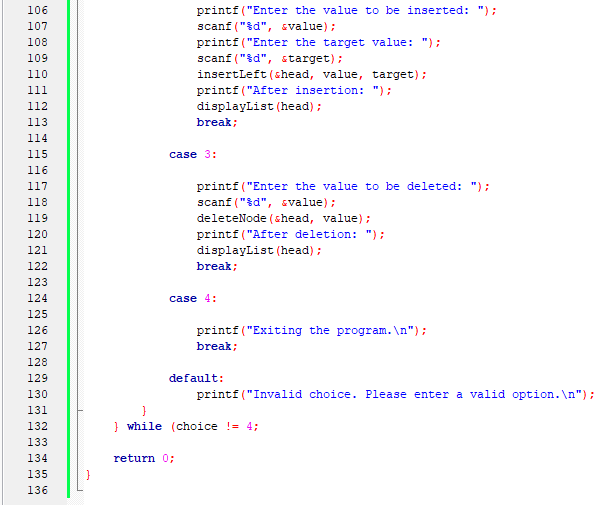 106 printf("Enter the value to be inserted: ");
107 scanf("%d", &value);
108 printf("Enter the target value: ");
109 scanf("%d", &target);
110 insertLeft(&head, value, target);
111 printf("After insertion: ");
112 displayList(head);
113 break;
114
115 case 3:
116
117 printf("Enter the value to be deleted: ");
118 scanf("%d", &value);
119 deleteNode(&head, value);
120 printf("After deletion: ");
121 displayList(head);
122 break;
123
124 case 4:
125
126 printf("Exiting the program.\n");
127 break;
128
129 default:
130 printf("Invalid choice. Please enter a valid option.\n");
131 }
132 } while (choice != 4;
133
134 return 0;
135 }
136